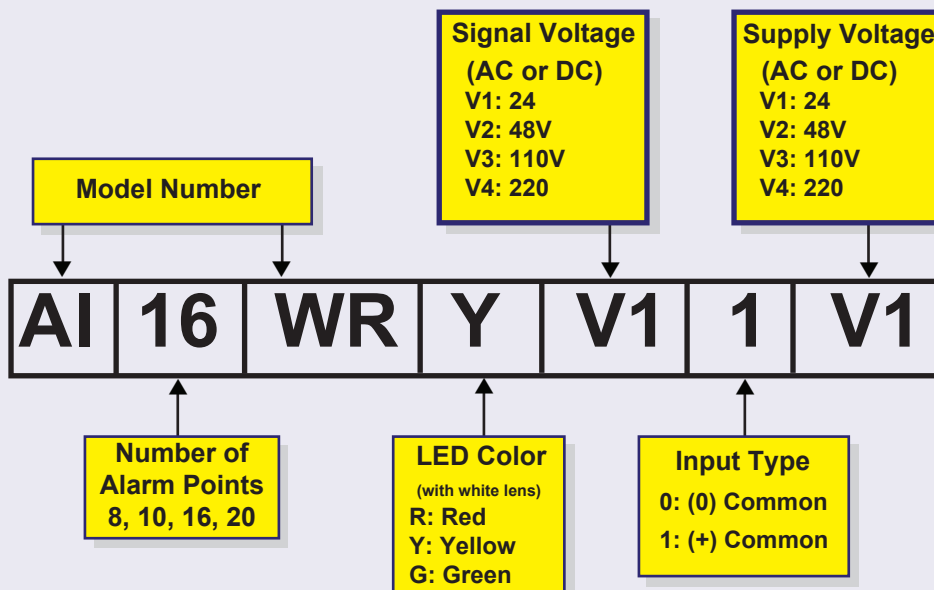 Signal Voltage
(AC or DC)
V1: 24
V2: 48V
V3: 110V
V4: 220
Supply Voltage
(AC or DC)
V1: 24
V2: 48V
V3: 110V
V4: 220
Model Number
AI 16 WR Y V1 1 V1
Number of
Alarm Points
8, 10, 16, 20
LED Color
(with white lens)
R: Red
Y: Yellow
G: Green
Input Type
0: (0) Common
1: (+) Common